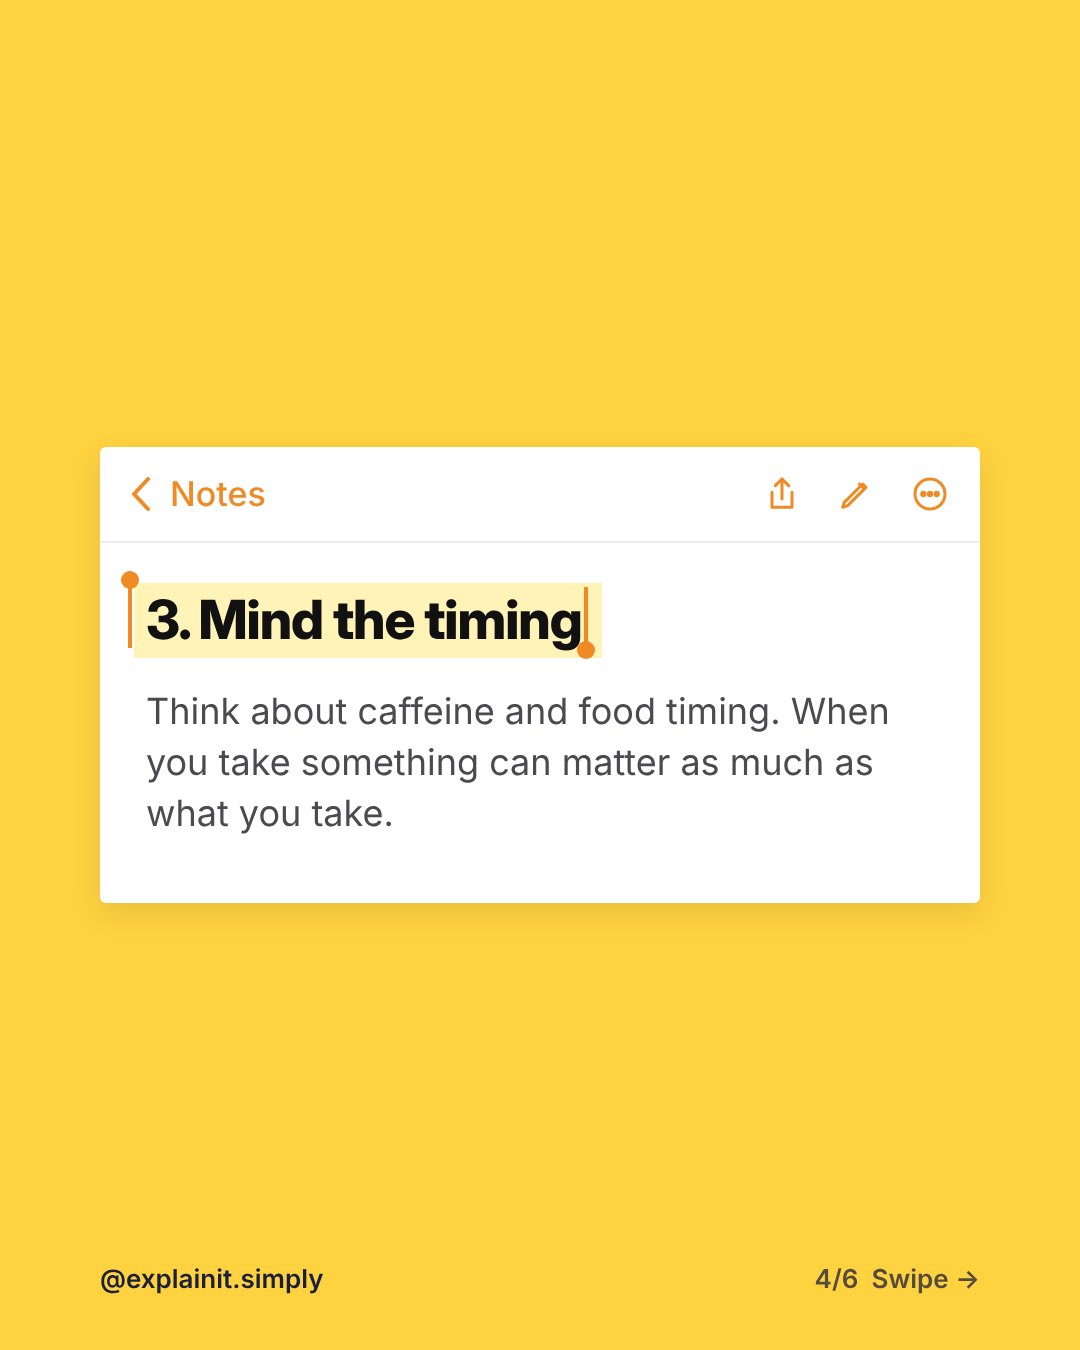 Notes
3. Mind the timing
Think about caffeine and food timing. When
you take something can matter as much as
what you take.
@explainit.simply
4/6 Swipe →